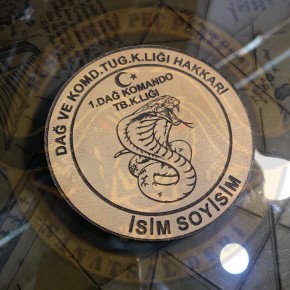 DAĞ VE KOMD.TUG.K.LIĞI HAKKARİ
1.DAĞ KOMANDO
TB.K.LIĞI
İSİM SOYİSİM